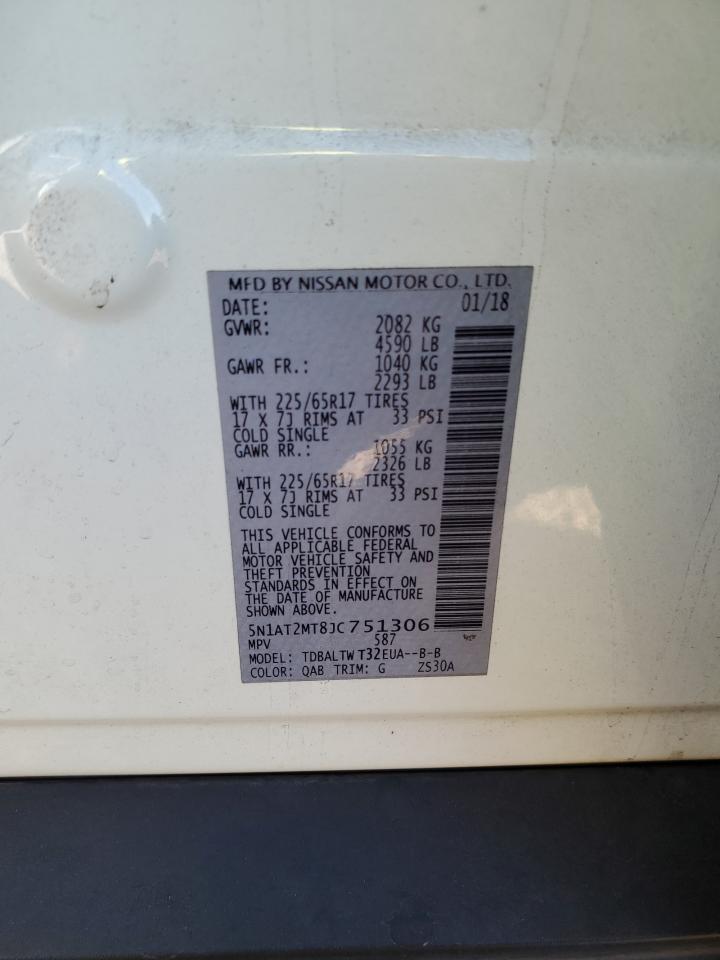 MFD BY NISSAN MOTOR CO., LTD.
DATE: 01/18
GVWR: 2082 KG
4590 LB
GAWR FR.: 1040 KG
2293 LB
WITH 225/65R17 TIRES
17 X 7J RIMS AT 33 PSI
COLD SINGLE
GAWR RR.: 1055 KG
2326 LB
WITH 225/65R17 TIRES
17 X 7J RIMS AT 33 PSI
COLD SINGLE
THIS VEHICLE CONFORMS TO
ALL APPLICABLE FEDERAL
MOTOR VEHICLE SAFETY AND
THEFT PREVENTION
STANDARDS IN EFFECT ON
THE DATE OF MANUFACTURE
SHOWN ABOVE.
5N1AT2MT8JC751306
MPV 587
MODEL: TDBALTW T32EUA--B-B
COLOR: QAB TRIM: G ZS30A